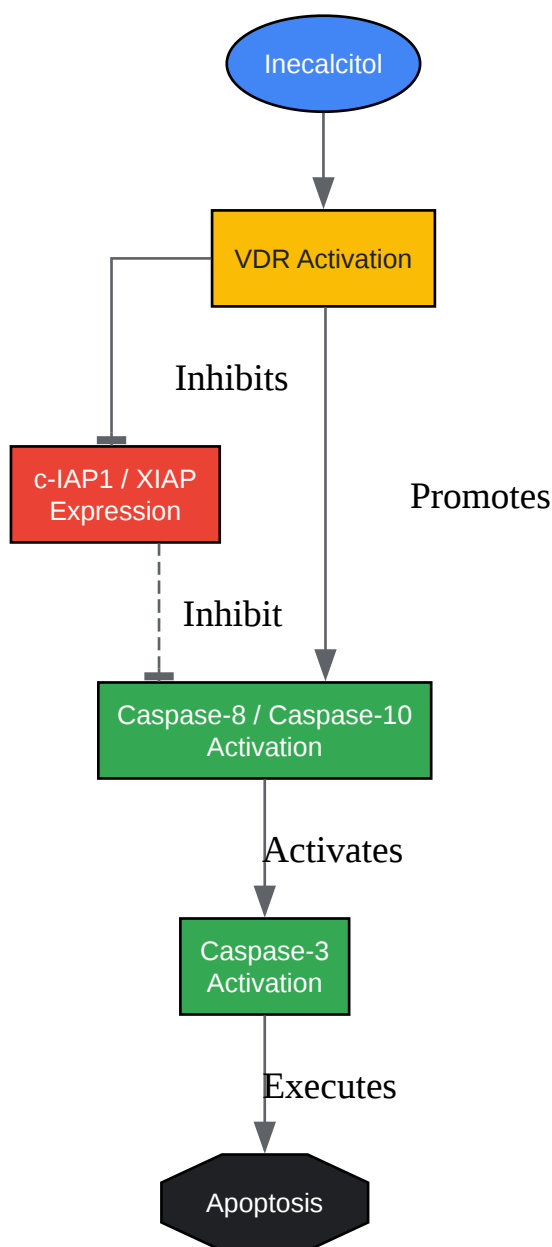 Inecalcitol
VDR Activation
Inhibits
c-IAP1 / XIAP
Expression
Promotes
Inhibit
Caspase-8 / Caspase-10
Activation
Activates
Caspase-3
Activation
Executes
Apoptosis